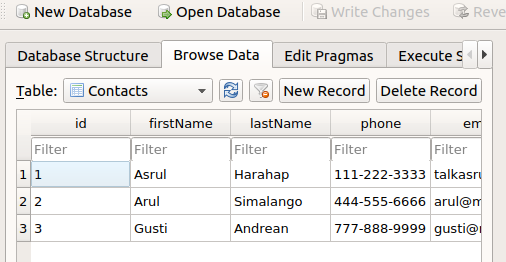 New Database Open Database Write Changes
Database Structure Browse Data Edit Pragmas Execute
Table: Contacts New Record Delete Record
id firstName lastName phone
Filter Filter Filter Filter Filter
1 1 Asrul Harahap 111-222-3333 talkasru
2 2 Arul Simalango 444-555-6666 arul@m
3 3 Gusti Andrean 777-888-9999 gusti@